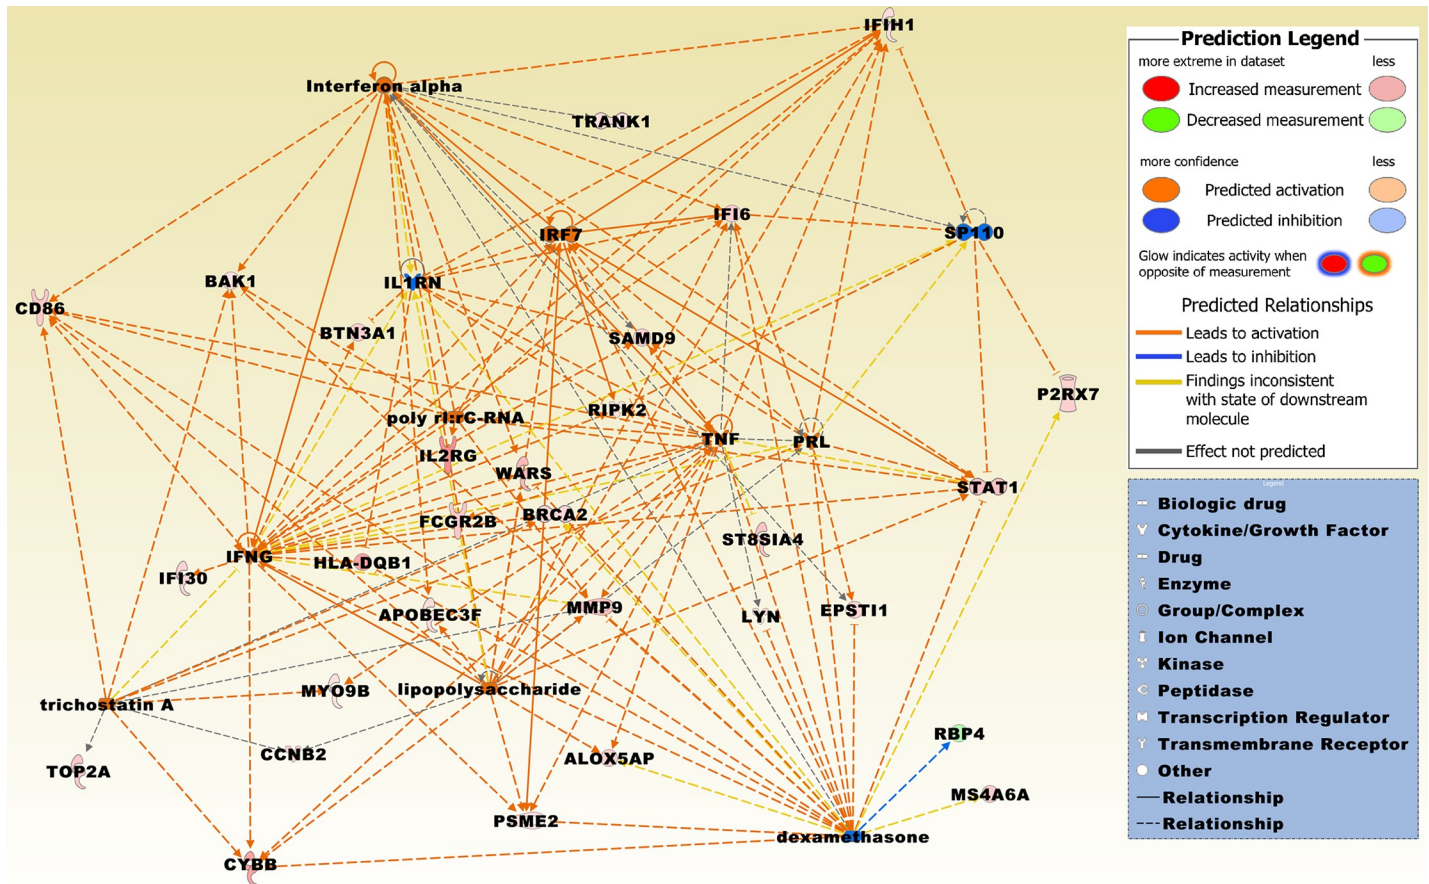 IFIH1
Interferon alpha
TRANK1
IFI6
IRF7
SP110
BAK1
IL1RN
CD86
BTN3A1
SAMD9
P2RX7
RIPK2
poly rI:rC-RNA
TNF
PRL
IL2RG
WARS
STAT1
FCGR2B
BRCA2
ST8SIA4
IFNG
HLA-DQB1
IFI30
APOBEC3F
MMP9
LYN
EPSTI1
MYO9B
lipopolysaccharide
trichostatin A
RBP4
CCNB2
ALOX5AP
TOP2A
MS4A6A
PSME2
dexamethasone
CYBB
Prediction Legend
more extreme in dataset less
Increased measurement
Decreased measurement
more confidence less
Predicted activation
Predicted inhibition
Glow indicates activity when
opposite of measurement
Predicted Relationships
Leads to activation
Leads to inhibition
Findings inconsistent
with state of downstream
molecule
Effect not predicted
Legend
Biologic drug
Cytokine/Growth Factor
Drug
Enzyme
Group/Complex
Ion Channel
Kinase
Peptidase
Transcription Regulator
Transmembrane Receptor
Other
Relationship
Relationship